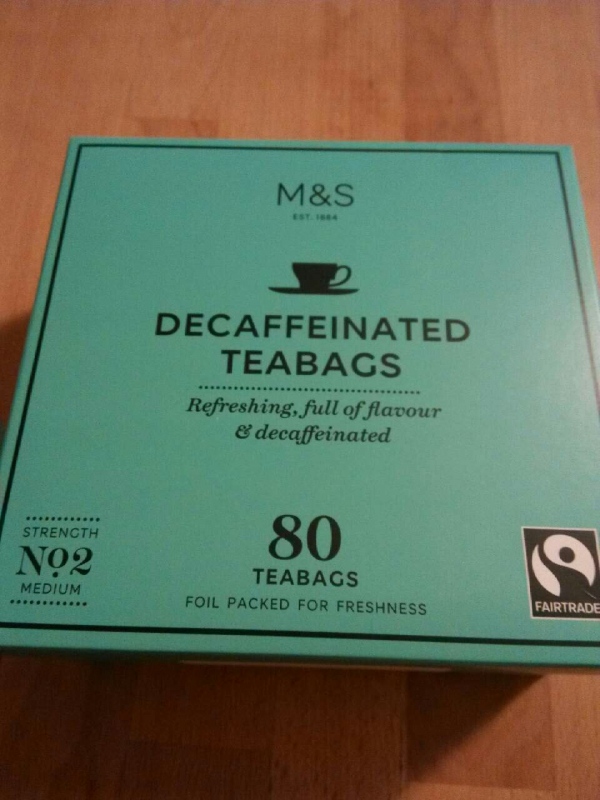 M&S
EST. 1884
DECAFFEINATED
TEABAGS
Refreshing, full of flavour
& decaffeinated
STRENGTH
No2
MEDIUM
80
TEABAGS
FOIL PACKED FOR FRESHNESS
FAIRTRADE